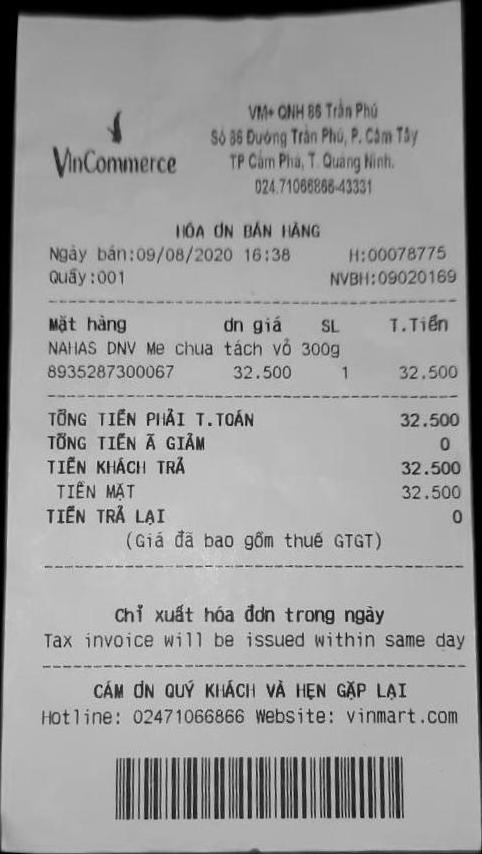 VinCommerce
VM+ QNH 86 Trần Phú
Số 86 Đường Trần Phú, P. Cẩm Tây
TP Cẩm Phả, T. Quảng Ninh.
024.71066866-43331
HÓA ƠN BÁN HÀNG
Ngày bán:09/08/2020 16:38 H:00078775
Quầy:001 NVBH:09020169
Mặt hàng ơn giá SL T.Tiền
NAHAS DNV Me chua tách vỏ 300g
8935287300067 32.500 1 32.500
TỔNG TIỀN PHẢI T.TOÁN 32.500
TỔNG TIỀN Ã GIẢM 0
TIỀN KHÁCH TRẢ 32.500
TIỀN MẶT 32.500
TIỀN TRẢ LẠI 0
(Giá đã bao gồm thuế GTGT)
Chỉ xuất hóa đơn trong ngày
Tax invoice will be issued within same day
CÁM ƠN QUÝ KHÁCH VÀ HẸN GẶP LẠI
Hotline: 02471066866 Website: vinmart.com